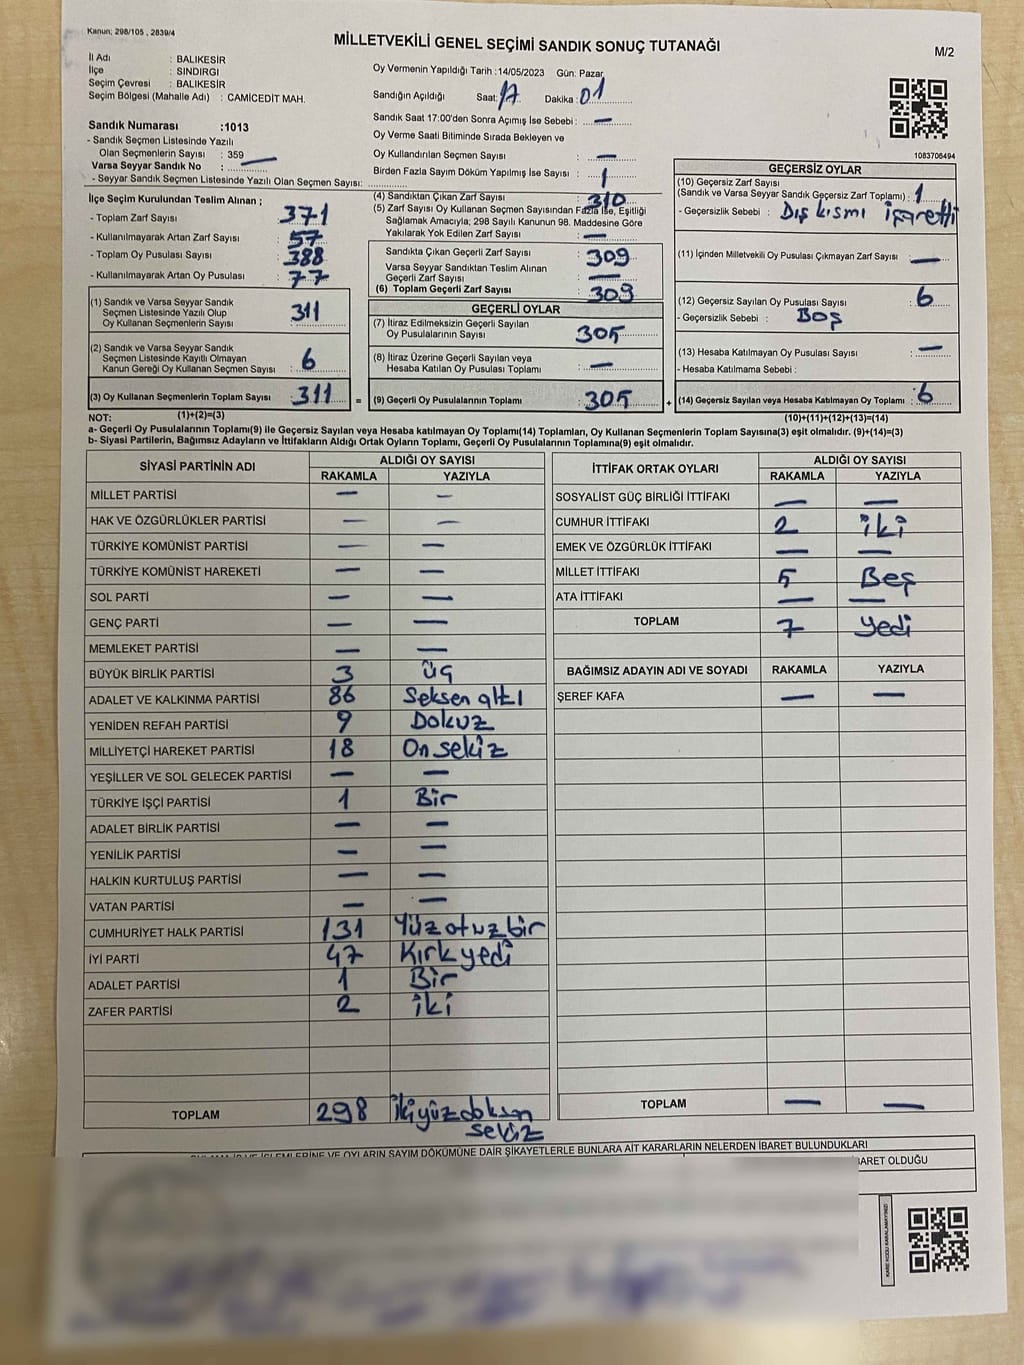 Kanun; 298/105 , 2839/4
MİLLETVEKİLİ GENEL SEÇİMİ SANDIK SONUÇ TUTANAĞI
M/2
İl Adı : BALIKESİR
İlçe : SINDIRGI
Seçim Çevresi : BALIKESİR
Seçim Bölgesi (Mahalle Adı) : CAMİCEDİT MAH.
Sandık Numarası :1013
- Sandık Seçmen Listesinde Yazılı
Olan Seçmenlerin Sayısı : 359
Varsa Seyyar Sandık No : —
- Seyyar Sandık Seçmen Listesinde Yazılı Olan Seçmen Sayısı:
Oy Vermenin Yapıldığı Tarih :14/05/2023 Gün: Pazar
Sandığın Açıldığı Saat: 17 Dakika : 01
Sandık Saat 17:00'den Sonra Açımış İse Sebebi : —
Oy Verme Saati Bitiminde Sırada Bekleyen ve
Oy Kullandırılan Seçmen Sayısı : —
Birden Fazla Sayım Döküm Yapılmış İse Sayısı : 1
1083706494
İlçe Seçim Kurulundan Teslim Alınan ;
- Toplam Zarf Sayısı : 371
- Kullanılmayarak Artan Zarf Sayısı : 57
- Toplam Oy Pusulası Sayısı : 388
- Kullanılmayarak Artan Oy Pusulası : 77
(1) Sandık ve Varsa Seyyar Sandık
Seçmen Listesinde Yazılı Olup
Oy Kullanan Seçmenlerin Sayısı : 311
(2) Sandık ve Varsa Seyyar Sandık
Seçmen Listesinde Kayıtlı Olmayan
Kanun Gereği Oy Kullanan Seçmen Sayısı : 6
(3) Oy Kullanan Seçmenlerin Toplam Sayısı : 311 =
(1)+(2)=(3)
(4) Sandıktan Çıkan Zarf Sayısı : 310
(5) Zarf Sayısı Oy Kullanan Seçmen Sayısından Fazla İse, Eşitliği
Sağlamak Amacıyla; 298 Sayılı Kanunun 98. Maddesine Göre
Yakılarak Yok Edilen Zarf Sayısı : —
Sandıkta Çıkan Geçerli Zarf Sayısı : 309
Varsa Seyyar Sandıktan Teslim Alınan
Geçerli Zarf Sayısı : —
(6) Toplam Geçerli Zarf Sayısı : 309
GEÇERLİ OYLAR
(7) İtiraz Edilmeksizin Geçerli Sayılan
Oy Pusulalarının Sayısı : 305
(8) İtiraz Üzerine Geçerli Sayılan veya
Hesaba Katılan Oy Pusulası Toplamı : —
(9) Geçerli Oy Pusulalarının Toplamı : 305 +
GEÇERSİZ OYLAR
(10) Geçersiz Zarf Sayısı
(Sandık ve Varsa Seyyar Sandık Geçersiz Zarf Toplamı) : 1
- Geçersizlik Sebebi : Dış kısmı işaretli
(11) İçinden Milletvekili Oy Pusulası Çıkmayan Zarf Sayısı : —
(12) Geçersiz Sayılan Oy Pusulası Sayısı : 6
- Geçersizlik Sebebi : Boş
(13) Hesaba Katılmayan Oy Pusulası Sayısı : —
- Hesaba Katılmama Sebebi :
(14) Geçersiz Sayılan veya Hesaba Katılmayan Oy Toplamı : 6
(10)+(11)+(12)+(13)=(14)
NOT:
a- Geçerli Oy Pusulalarının Toplamı(9) ile Geçersiz Sayılan veya Hesaba katılmayan Oy Toplamı(14) Toplamları, Oy Kullanan Seçmenlerin Toplam Sayısına(3) eşit olmalıdır. (9)+(14)=(3)
b- Siyasi Partilerin, Bağımsız Adayların ve İttifakların Aldığı Ortak Oyların Toplamı, Geçerli Oy Pusulalarının Toplamına(9) eşit olmalıdır.
SİYASİ PARTİNİN ADI ALDIĞI OY SAYISI
RAKAMLA YAZIYLA
MİLLET PARTİSİ — —
HAK VE ÖZGÜRLÜKLER PARTİSİ — —
TÜRKİYE KOMÜNİST PARTİSİ — —
TÜRKİYE KOMÜNİST HAREKETİ — —
SOL PARTİ — —
GENÇ PARTİ — —
MEMLEKET PARTİSİ — —
BÜYÜK BİRLİK PARTİSİ 3 üç
ADALET VE KALKINMA PARTİSİ 86 Seksen altı
YENİDEN REFAH PARTİSİ 9 Dokuz
MİLLİYETÇİ HAREKET PARTİSİ 18 On sekiz
YEŞİLLER VE SOL GELECEK PARTİSİ — —
TÜRKİYE İŞÇİ PARTİSİ 1 Bir
ADALET BİRLİK PARTİSİ — —
YENİLİK PARTİSİ — —
HALKIN KURTULUŞ PARTİSİ — —
VATAN PARTİSİ — —
CUMHURİYET HALK PARTİSİ 131 Yüz otuz bir
İYİ PARTİ 47 Kırk yedi
ADALET PARTİSİ 1 Bir
ZAFER PARTİSİ 2 iki
TOPLAM 298 İkiyüz doksan
sekiz
İTTİFAK ORTAK OYLARI ALDIĞI OY SAYISI
RAKAMLA YAZIYLA
SOSYALİST GÜÇ BİRLİĞİ İTTİFAKI — —
CUMHUR İTTİFAKI 2 iki
EMEK VE ÖZGÜRLÜK İTTİFAKI — —
MİLLET İTTİFAKI 5 Beş
ATA İTTİFAKI — —
TOPLAM 7 yedi
BAĞIMSIZ ADAYIN ADI VE SOYADI RAKAMLA YAZIYLA
ŞEREF KAFA — —
TOPLAM — —
İŞLEMLERİNE VE OYLARIN SAYIM DÖKÜMÜNE DAİR ŞİKAYETLERLE BUNLARA AİT KARARLARIN NELERDEN İBARET BULUNDUKLARI
BARET OLDUĞU
KARE KODU KARALAMAYINIZ!